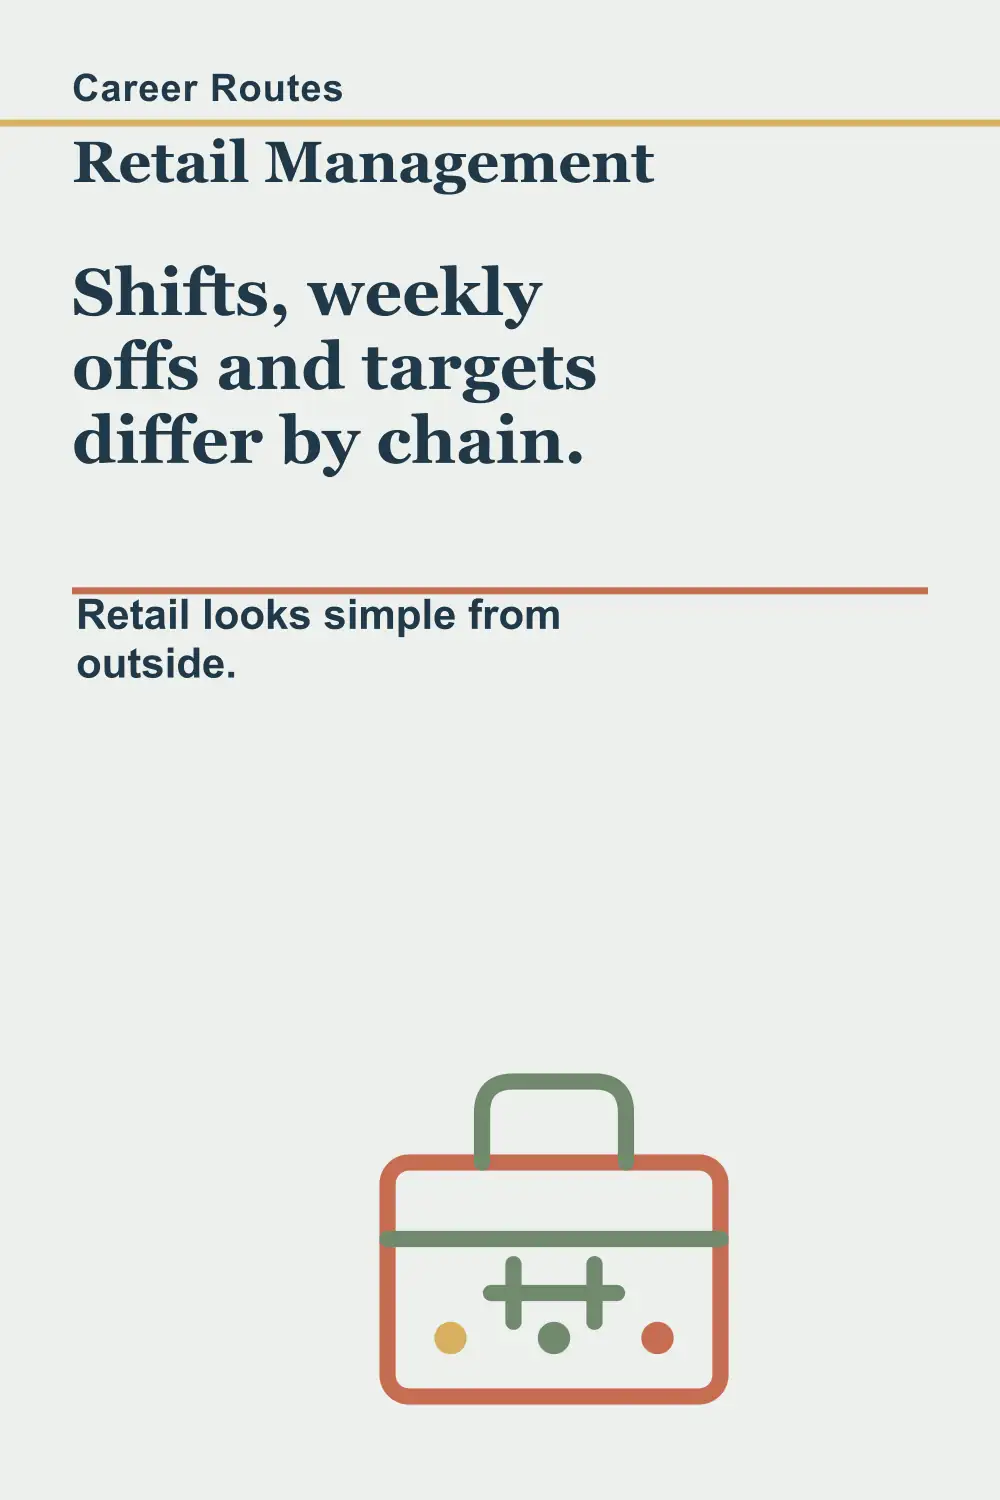 Career Routes
Retail Management
Shifts, weekly
offs and targets
differ by chain.
Retail looks simple from
outside.